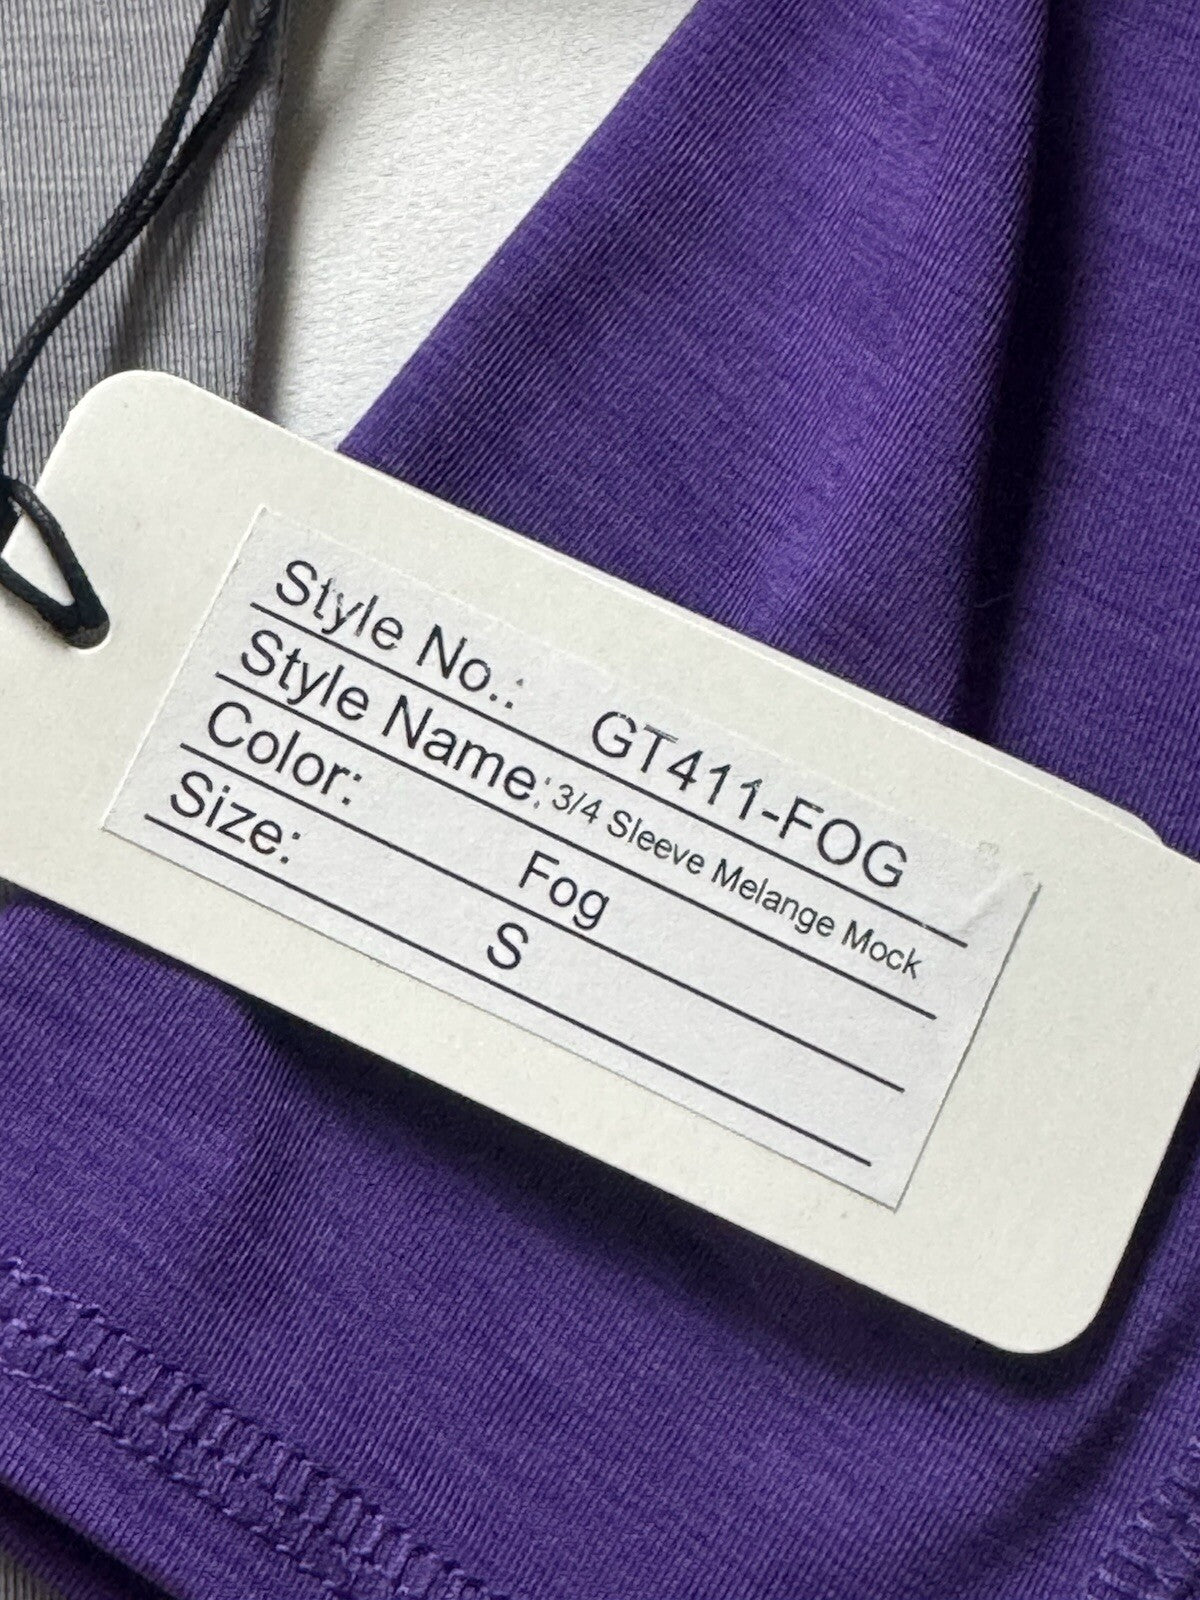 Style No.: GT411-FOG
Style Name: 3/4 Sleeve Melange Mock
Color: Fog
Size: S